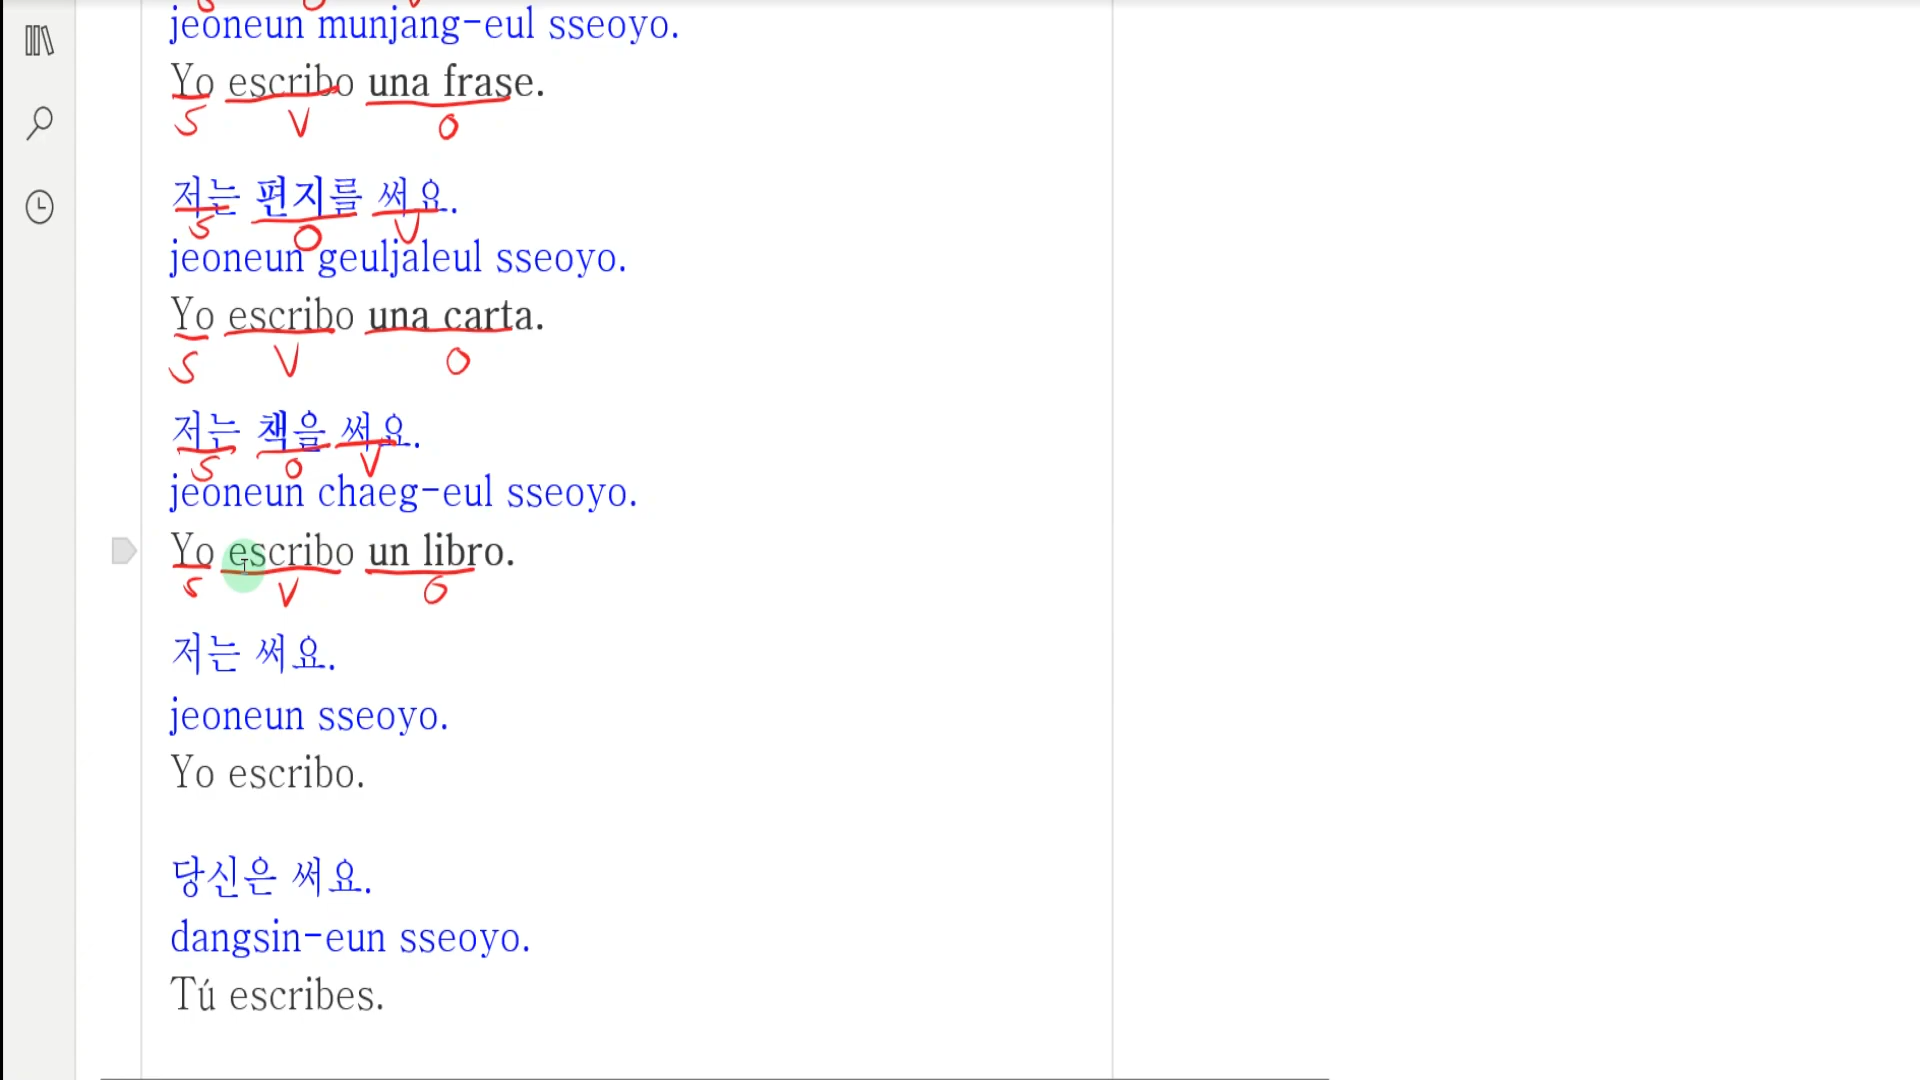 jeoneun munjang-eul sseoyo.
Yo escribo una frase.
S V O
저는 편지를 써요.
S O V
jeoneun geuljaleul sseoyo.
Yo escribo una carta.
S V O
저는 책을 써요.
S O V
jeoneun chaeg-eul sseoyo.
Yo escribo un libro.
S V O
저는 써요.
jeoneun sseoyo.
Yo escribo.
당신은 써요.
dangsin-eun sseoyo.
Tú escribes.